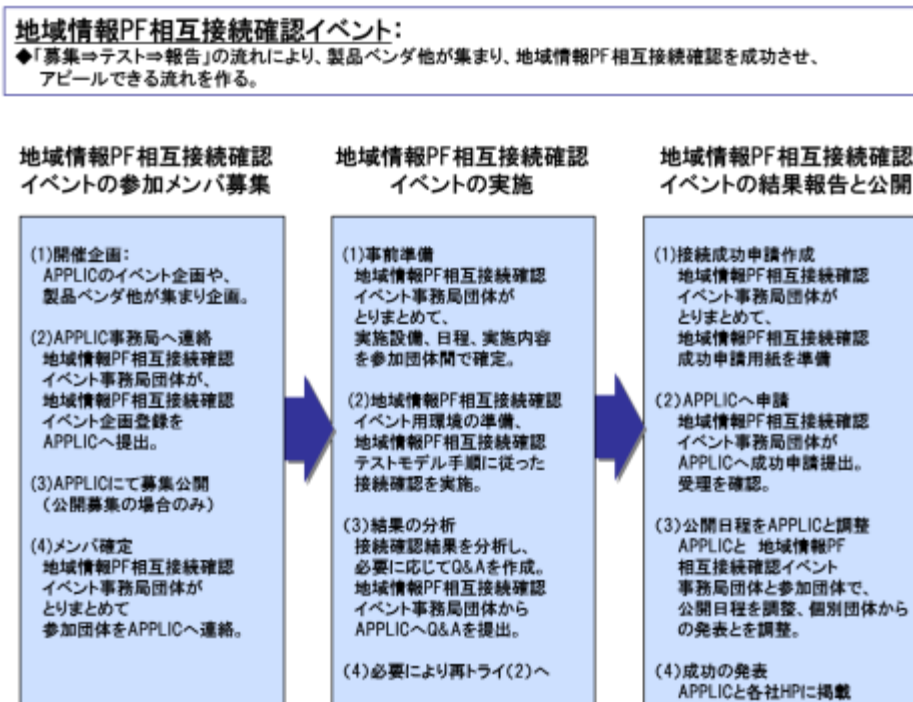 地域情報PF相互接続確認イベント：
◆「募集⇒テスト⇒報告」の流れにより、製品ベンダ他が集まり、地域情報PF相互接続確認を成功させ、
アピールできる流れを作る。
地域情報PF相互接続確認
イベントの参加メンバ募集
(1)開催企画：
APPLICのイベント企画や、
製品ベンダ他が集まり企画。
(2)APPLIC事務局へ連絡
地域情報PF相互接続確認
イベント事務局団体が、
地域情報PF相互接続確認
イベント企画登録を
APPLICへ提出。
(3)APPLICにて募集公開
（公開募集の場合のみ）
(4)メンバ確定
地域情報PF相互接続確認
イベント事務局団体が
とりまとめて
参加団体をAPPLICへ連絡。
地域情報PF相互接続確認
イベントの実施
(1)事前準備
地域情報PF相互接続確認
イベント事務局団体が
とりまとめて、
実施設備、日程、実施内容
を参加団体間で確定。
(2)地域情報PF相互接続確認
イベント用環境の準備、
地域情報PF相互接続確認
テストモデル手順に従った
接続確認を実施。
(3)結果の分析
接続確認結果を分析し、
必要に応じてQ&Aを作成。
地域情報PF相互接続確認
イベント事務局団体から
APPLICへQ&Aを提出。
(4)必要により再トライ(2)へ
地域情報PF相互接続確認
イベントの結果報告と公開
(1)接続成功申請作成
地域情報PF相互接続確認
イベント事務局団体が
とりまとめて、
地域情報PF相互接続確認
成功申請用紙を準備
(2)APPLICへ申請
地域情報PF相互接続確認
イベント事務局団体が
APPLICへ成功申請提出。
受理を確認。
(3)公開日程をAPPLICと調整
APPLICと 地域情報PF
相互接続確認イベント
事務局団体と参加団体で、
公開日程を調整、個別団体から
の発表とを調整。
(4)成功の発表
APPLICと各社HPに掲載